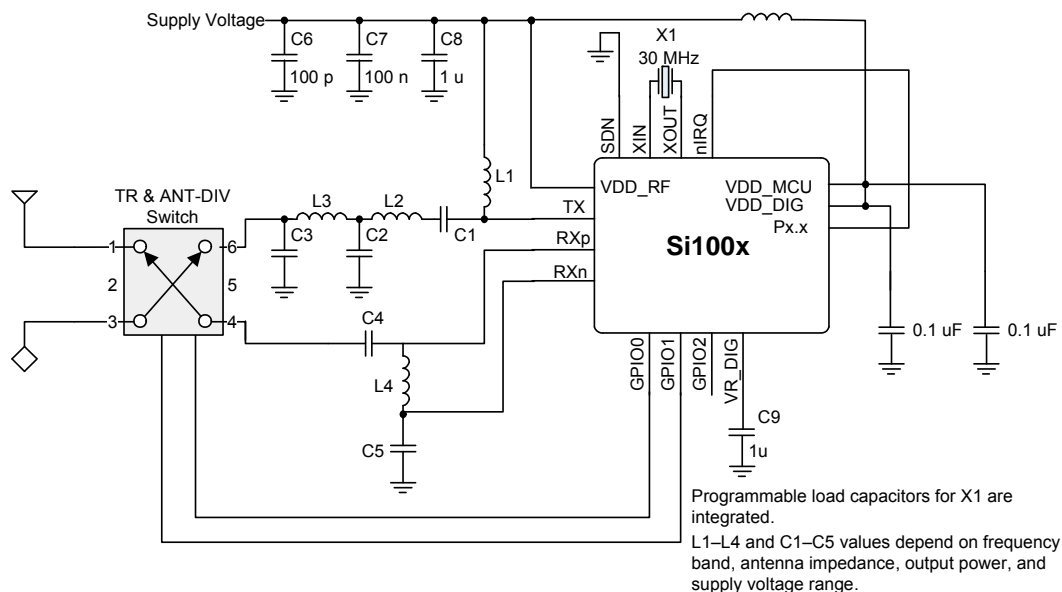 Supply Voltage
C6
100 p
C7
100 n
C8
1 u
X1
30 MHz
SDN
XIN
XOUT
nIRQ
L1
VDD_RF
VDD_MCU
VDD_DIG
TX
Px.x
RXp
RXn
Si100x
TR & ANT-DIV
Switch
L3
L2
C3
C2
C1
1
6
2
5
3
4
C4
L4
C5
0.1 uF
0.1 uF
GPIO0
GPIO1
GPIO2
VR_DIG
C9
1u
Programmable load capacitors for X1 are
integrated.
L1–L4 and C1–C5 values depend on frequency
band, antenna impedance, output power, and
supply voltage range.